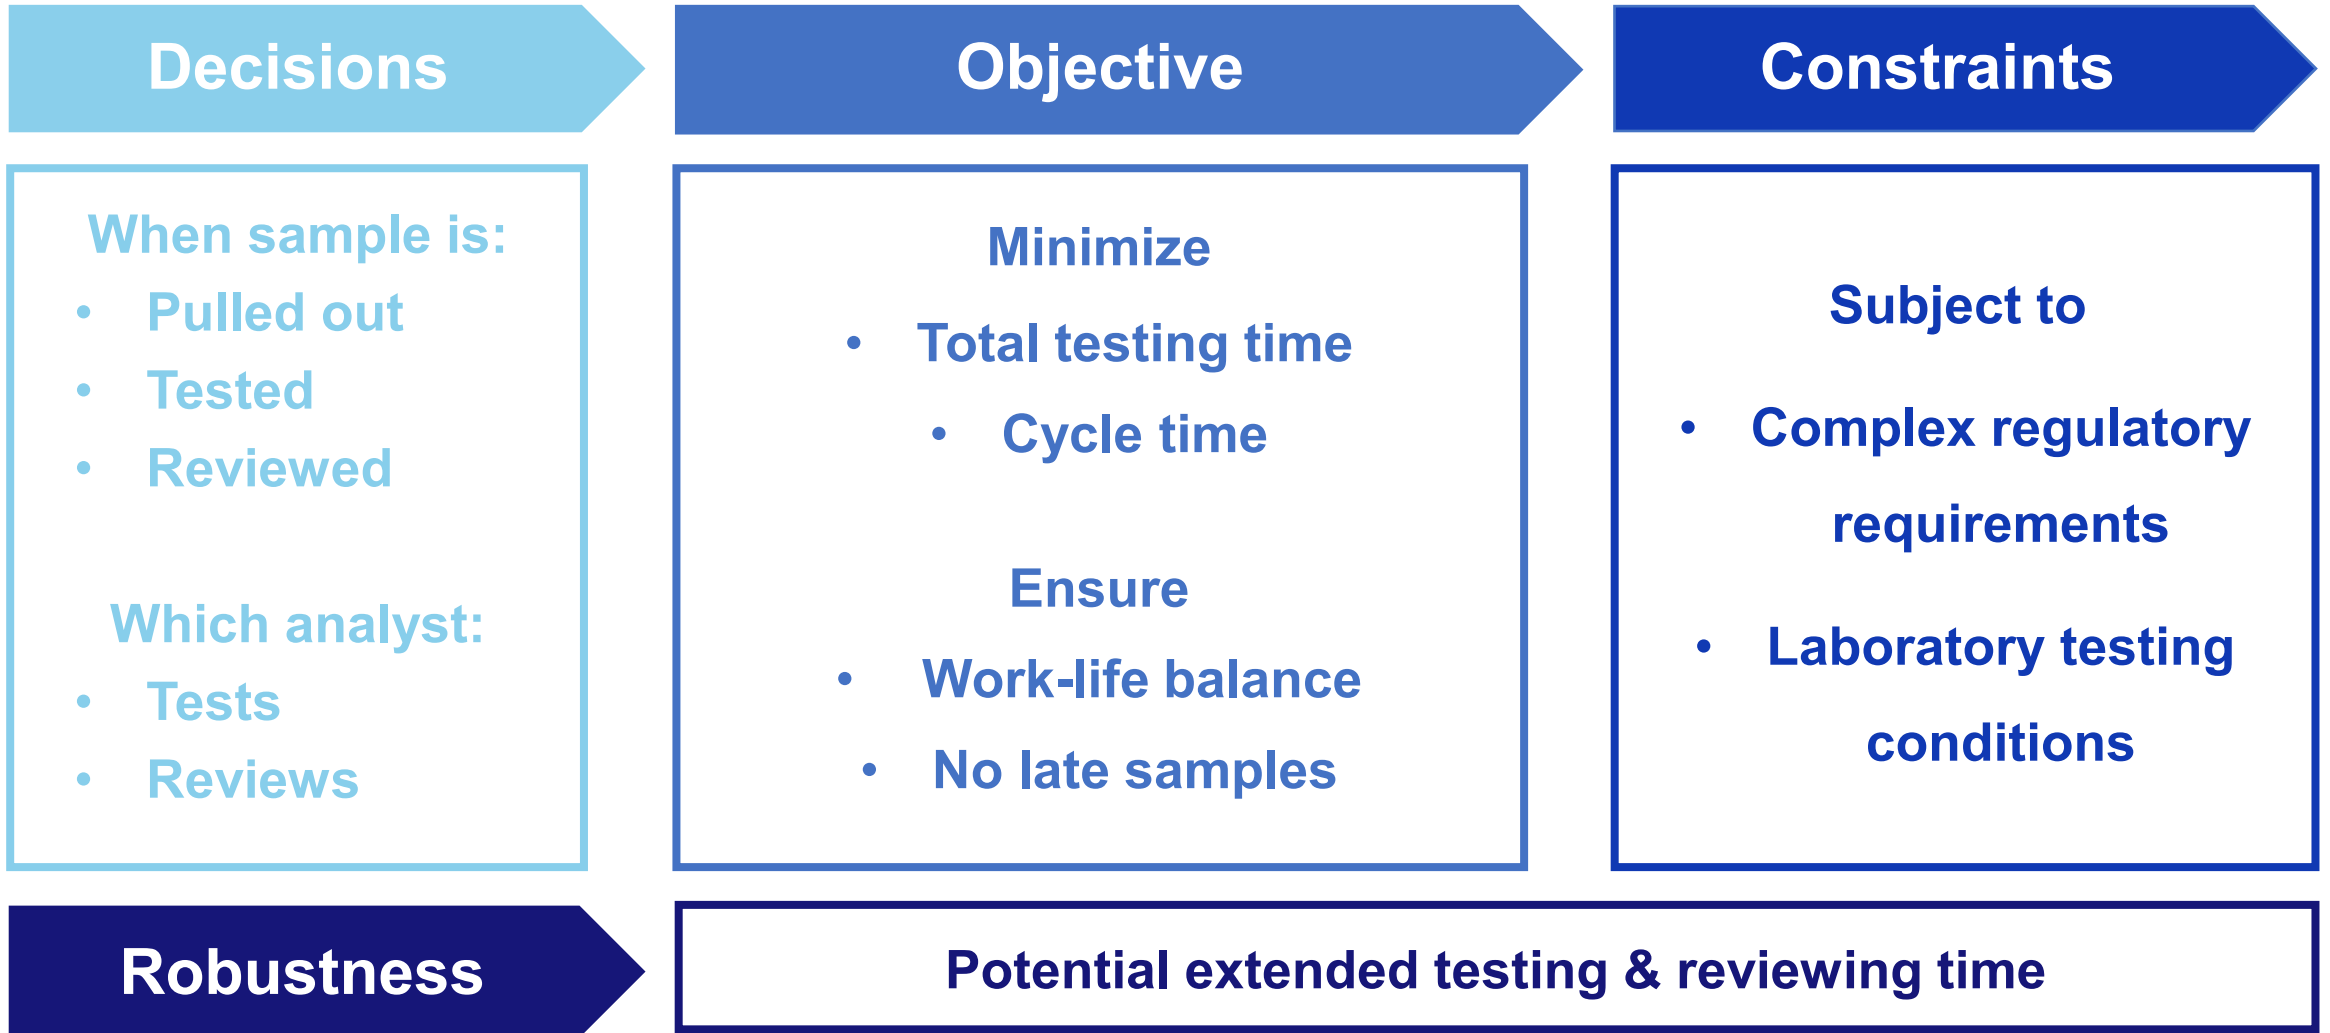 Decisions
Objective
Constraints
When sample is:
• Pulled out
• Tested
• Reviewed
Which analyst:
• Tests
• Reviews
Minimize
• Total testing time
• Cycle time
Ensure
• Work-life balance
• No late samples
Subject to
• Complex regulatory
requirements
• Laboratory testing
conditions
Robustness
Potential extended testing & reviewing time